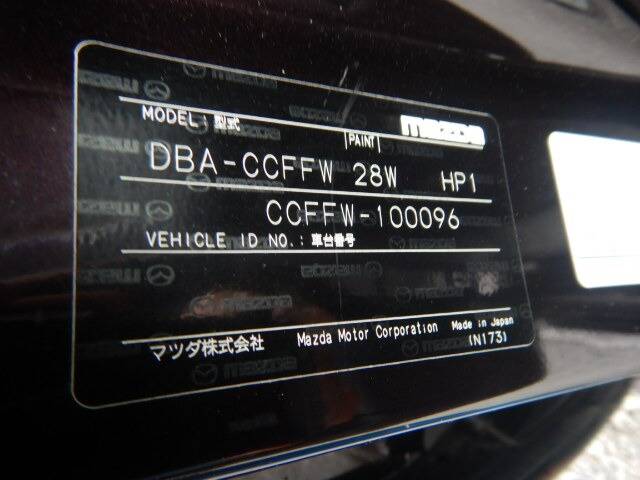 mazda
MODEL: 型式
PAINT
DBA-CCFFW 28W HP1
CCFFW-100096
VEHICLE ID NO.: 車台番号
マツダ株式会社 Mazda Motor Corporation Made in Japan
(N173)